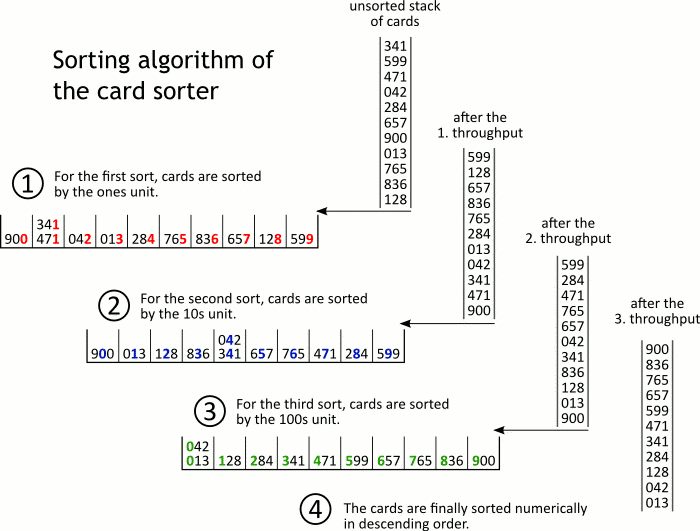 unsorted stack
of cards
Sorting algorithm of
the card sorter
341
599
471
042
284
657
900
013
765
836
128
after the
1. throughput
599
128
657
836
765
284
013
042
341
471
900
1
For the first sort, cards are sorted
by the ones unit.
341
900 471 042 013 284 765 836 657 128 599
after the
2. throughput
599
284
471
765
657
042
341
836
128
013
900
2
For the second sort, cards are sorted
by the 10s unit.
042
900 013 128 836 341 657 765 471 284 599
after the
3. throughput
900
836
765
657
599
471
341
284
128
042
013
3
For the third sort, cards are sorted
by the 100s unit.
042
013 128 284 341 471 599 657 765 836 900
4
The cards are finally sorted numerically
in descending order.